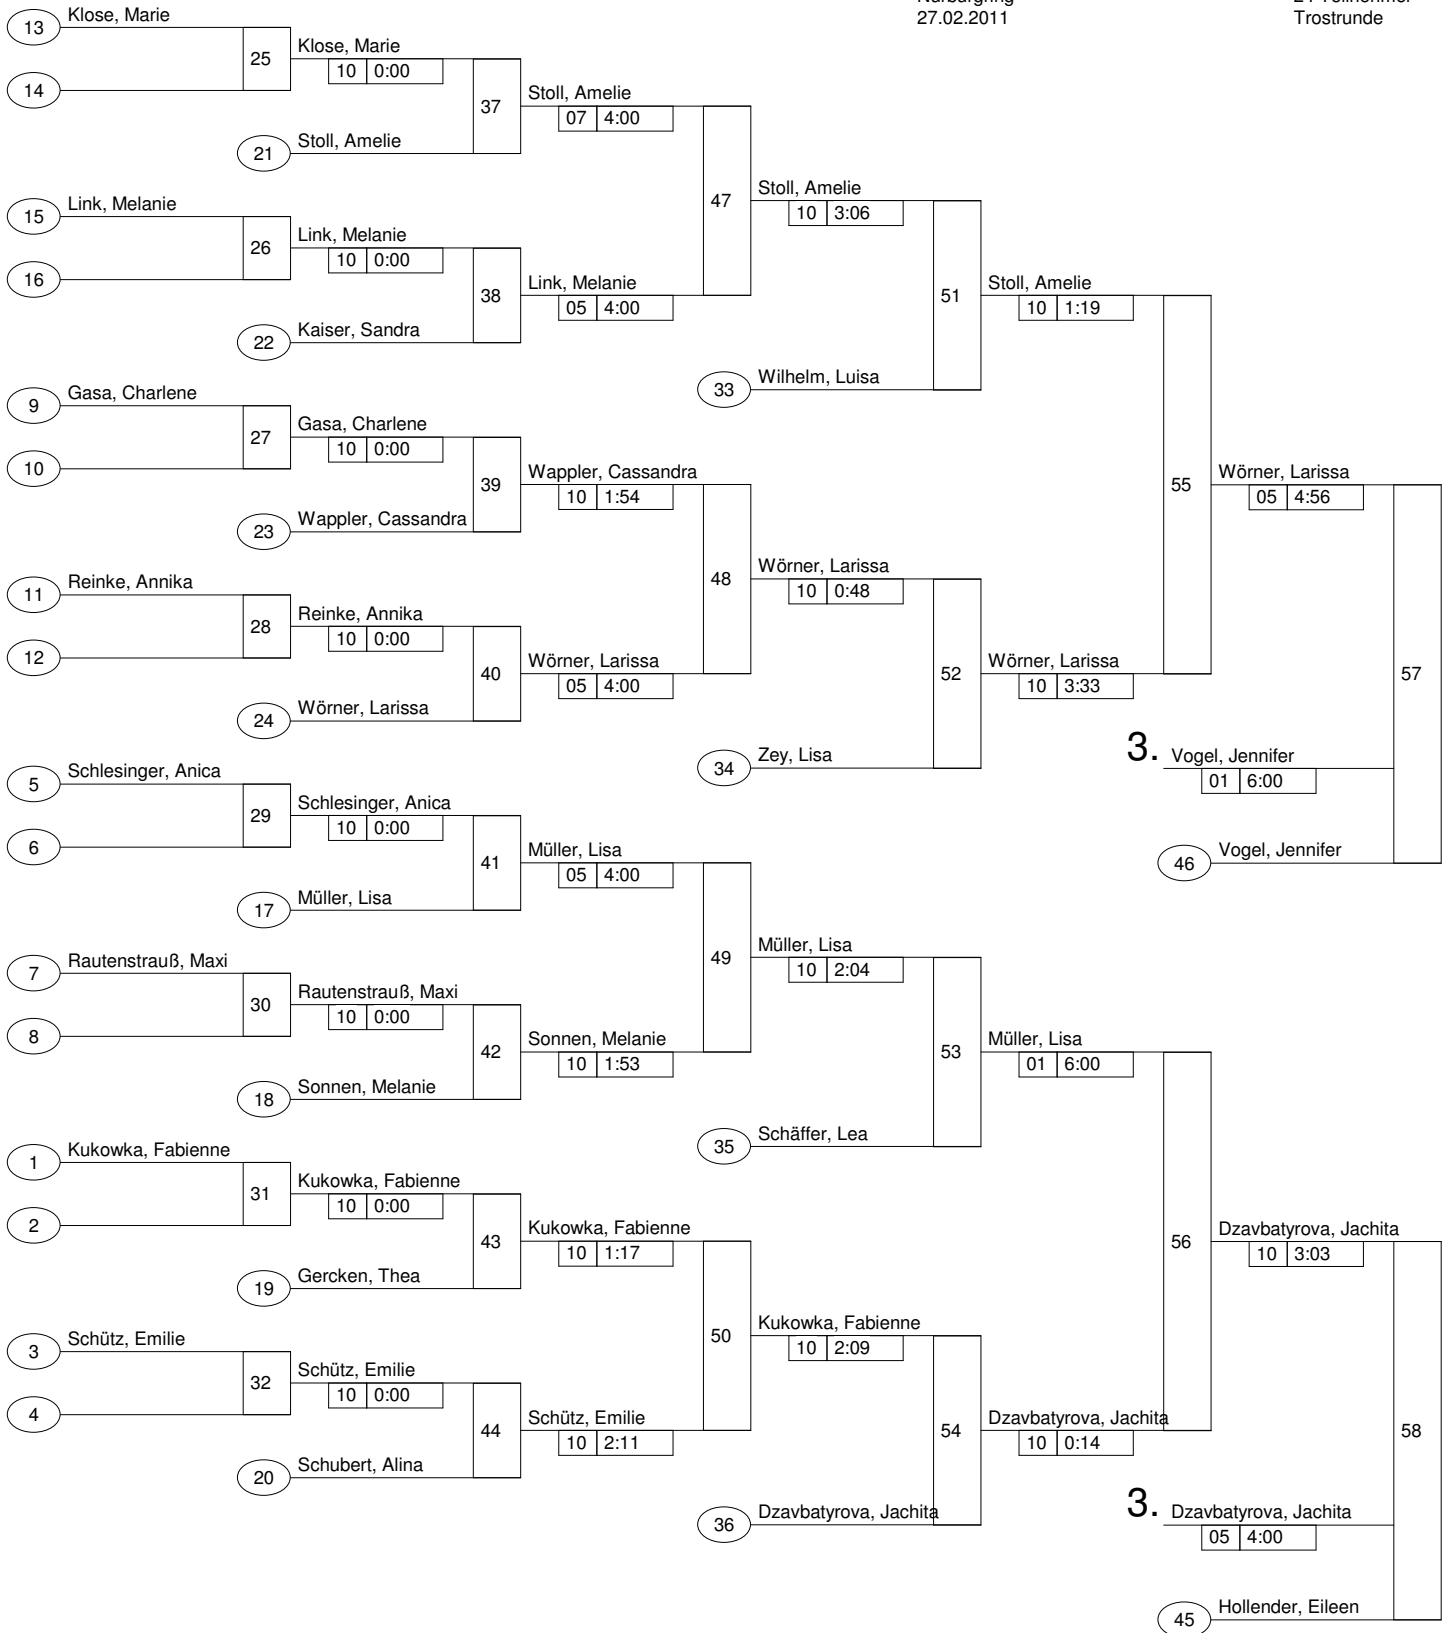 Nürburgring
27.02.2011
24 Teilnehmer
Trostrunde
13 Klose, Marie
14
25
Klose, Marie
10 0:00
21 Stoll, Amelie
37
Stoll, Amelie
07 4:00
15 Link, Melanie
16
26
Link, Melanie
10 0:00
22 Kaiser, Sandra
38
Link, Melanie
05 4:00
47
Stoll, Amelie
10 3:06
33 Wilhelm, Luisa
51
Stoll, Amelie
10 1:19
9 Gasa, Charlene
10
27
Gasa, Charlene
10 0:00
23 Wappler, Cassandra
39
Wappler, Cassandra
10 1:54
11 Reinke, Annika
12
28
Reinke, Annika
10 0:00
24 Wörner, Larissa
40
Wörner, Larissa
05 4:00
48
Wörner, Larissa
10 0:48
34 Zey, Lisa
52
Wörner, Larissa
10 3:33
55
Wörner, Larissa
05 4:56
57
3. Vogel, Jennifer
01 6:00
46 Vogel, Jennifer
5 Schlesinger, Anica
6
29
Schlesinger, Anica
10 0:00
17 Müller, Lisa
41
Müller, Lisa
05 4:00
7 Rautenstrauß, Maxi
8
30
Rautenstrauß, Maxi
10 0:00
18 Sonnen, Melanie
42
Sonnen, Melanie
10 1:53
49
Müller, Lisa
10 2:04
35 Schäffer, Lea
53
Müller, Lisa
01 6:00
1 Kukowka, Fabienne
2
31
Kukowka, Fabienne
10 0:00
19 Gercken, Thea
43
Kukowka, Fabienne
10 1:17
3 Schütz, Emilie
4
32
Schütz, Emilie
10 0:00
20 Schubert, Alina
44
Schütz, Emilie
10 2:11
50
Kukowka, Fabienne
10 2:09
36 Dzavbatyrova, Jachita
54
Dzavbatyrova, Jachita
10 0:14
56
Dzavbatyrova, Jachita
10 3:03
58
3. Dzavbatyrova, Jachita
05 4:00
45 Hollender, Eileen